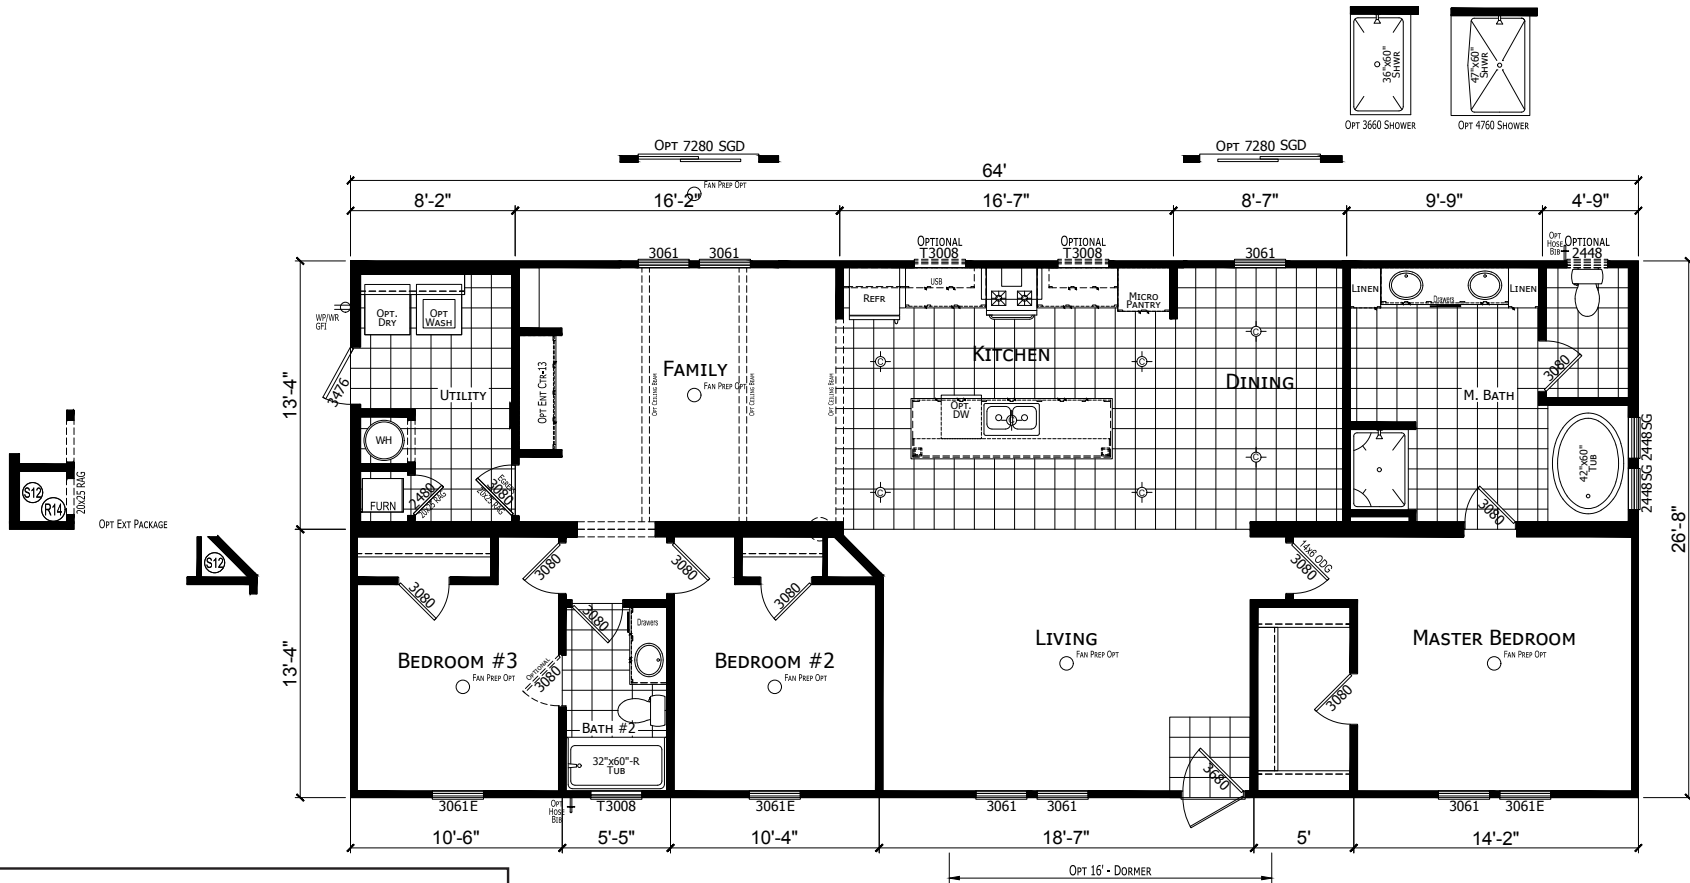 36"x60"
SHWR
47"x60"
SHWR
OPT 3660 SHOWER
OPT 4760 SHOWER
OPT 7280 SGD
OPT 7280 SGD
64'
FAN PREP OPT
8'-2"
16'-2"
16'-7"
8'-7"
9'-9"
4'-9"
OPTIONAL
T3008
OPTIONAL
T3008
OPT
HOSE
BIB
OPTIONAL
2448
3061
3061
3061
USB
REFR
MICRO
PANTRY
LINEN
Drawers
LINEN
WP/WR
GFI
OPT.
DRY
OPT
WASH
3476
13'-4"
UTILITY
OPT ENT CTR-13
FAMILY
FAN PREP OPT
OPT CEILING BEAM
OPT CEILING BEAM
OPT CEILING BEAM
KITCHEN
DINING
M. BATH
3080
OPT.
DW
WH
FURN
2480
20X25 RAG
EGRESS
3080
20X25 RAG
42"x60"
TUB
2448SG 2448SG
3080
S12
R14
20x25 RAG
OPT EXT PACKAGE
S12
26'-8"
3080
3080
3080
3080
14x6 ODG
3080
13'-4"
3080
Drawers
BEDROOM #3
FAN PREP OPT
OPTIONAL
3080
BATH #2
32"x60"-R
TUB
BEDROOM #2
FAN PREP OPT
LIVING
FAN PREP OPT
3680
3080
MASTER BEDROOM
FAN PREP OPT
3061E
OPT
HOSE
BIB
T3008
3061E
3061
3061
3061
3061E
10'-6"
5'-5"
10'-4"
18'-7"
5'
14'-2"
OPT 16' - DORMER